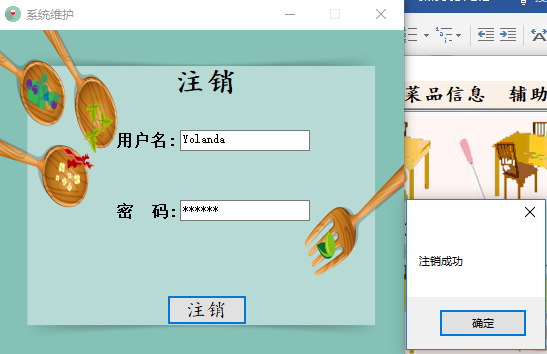 系统维护
注销
用户名:
Yolanda
密 码:
******
注销
菜品信息 辅助
注销成功
确定